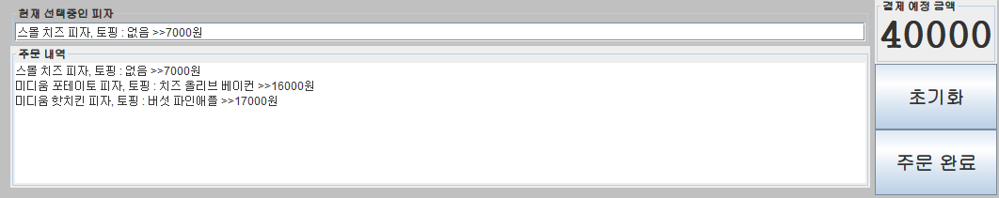 현재 선택중인 피자
스몰 치즈 피자, 토핑 : 없음 >>7000원
주문 내역
스몰 치즈 피자, 토핑 : 없음 >>7000원
미디움 포테이토 피자, 토핑 : 치즈 올리브 베이컨 >>16000원
미디움 핫치킨 피자, 토핑 : 버섯 파인애플 >>17000원
결제 예정 금액
40000
초기화
주문 완료